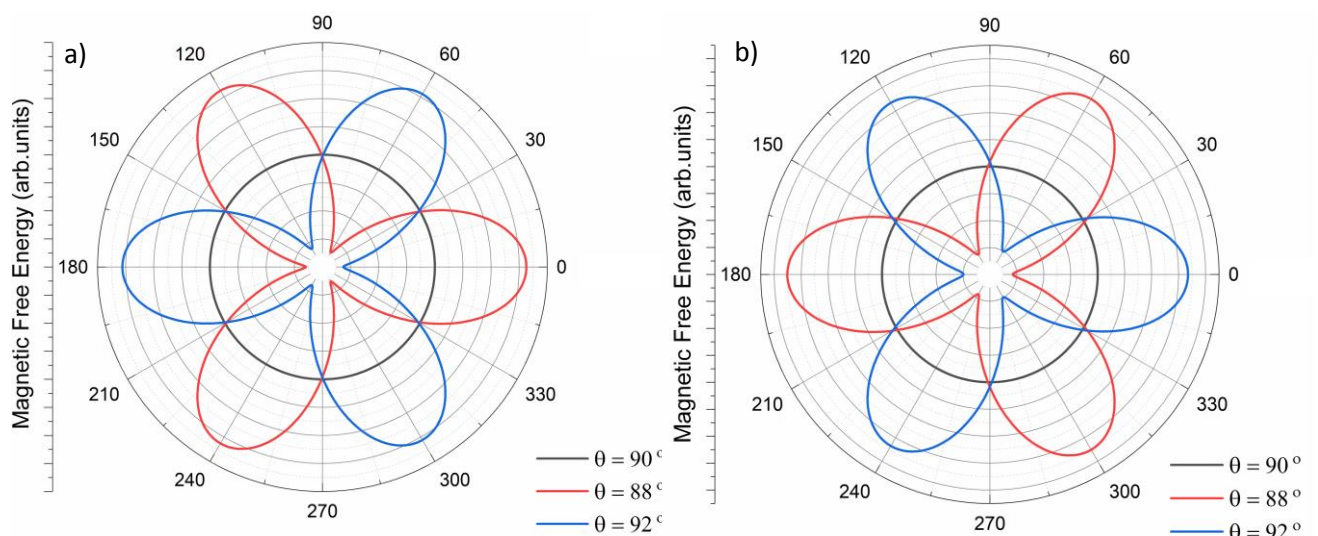 a)
Magnetic Free Energy (arb.units)
90
120
60
150
30
180
0
210
330
240
300
270
θ = 90 °
θ = 88 °
θ = 92 °
b)
Magnetic Free Energy (arb.units)
90
120
60
150
30
180
0
210
330
240
300
270
θ = 90 °
θ = 88 °
θ = 92 °